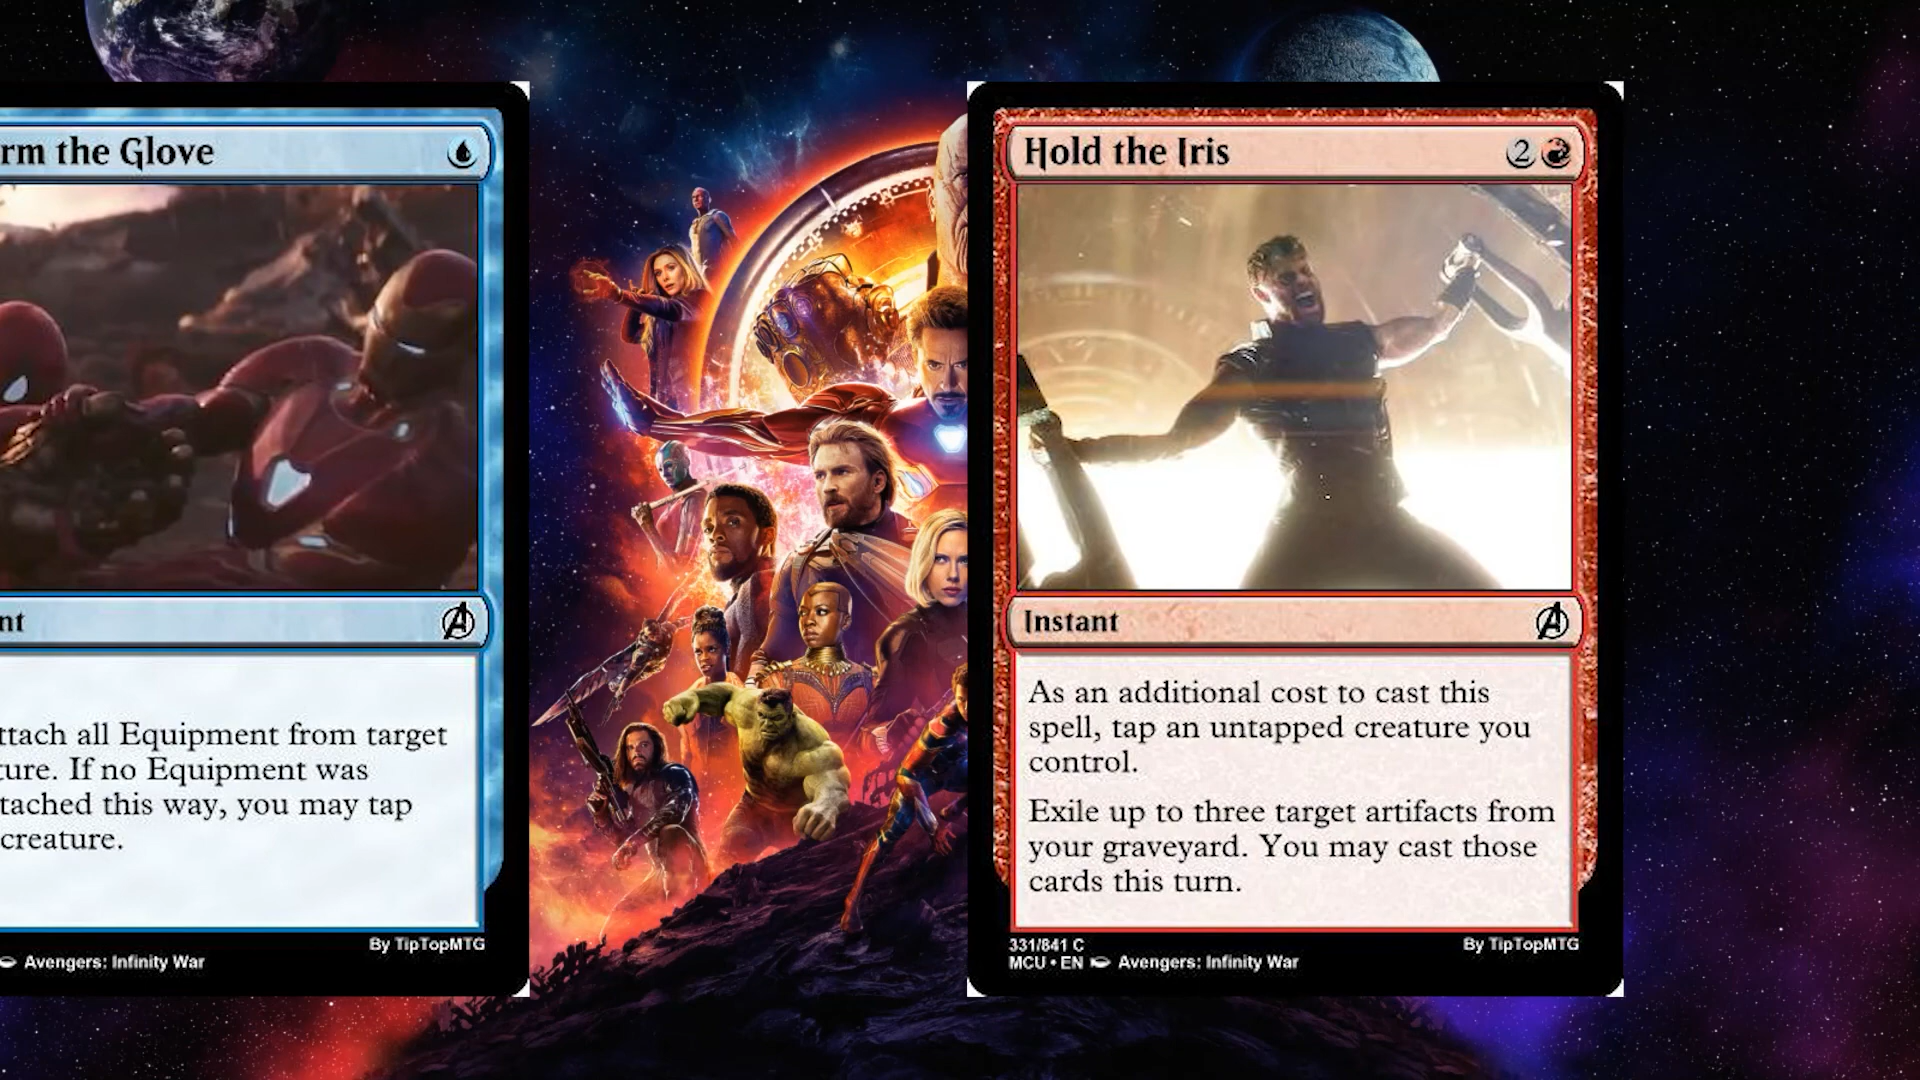 rm the Glove
nt
ttach all Equipment from target
ture. If no Equipment was
tached this way, you may tap
creature.
By TipTopMTG
Avengers: Infinity War
Hold the Iris
2
Instant
As an additional cost to cast this
spell, tap an untapped creature you
control.
Exile up to three target artifacts from
your graveyard. You may cast those
cards this turn.
331/841 C
By TipTopMTG
MCU • EN Avengers: Infinity War